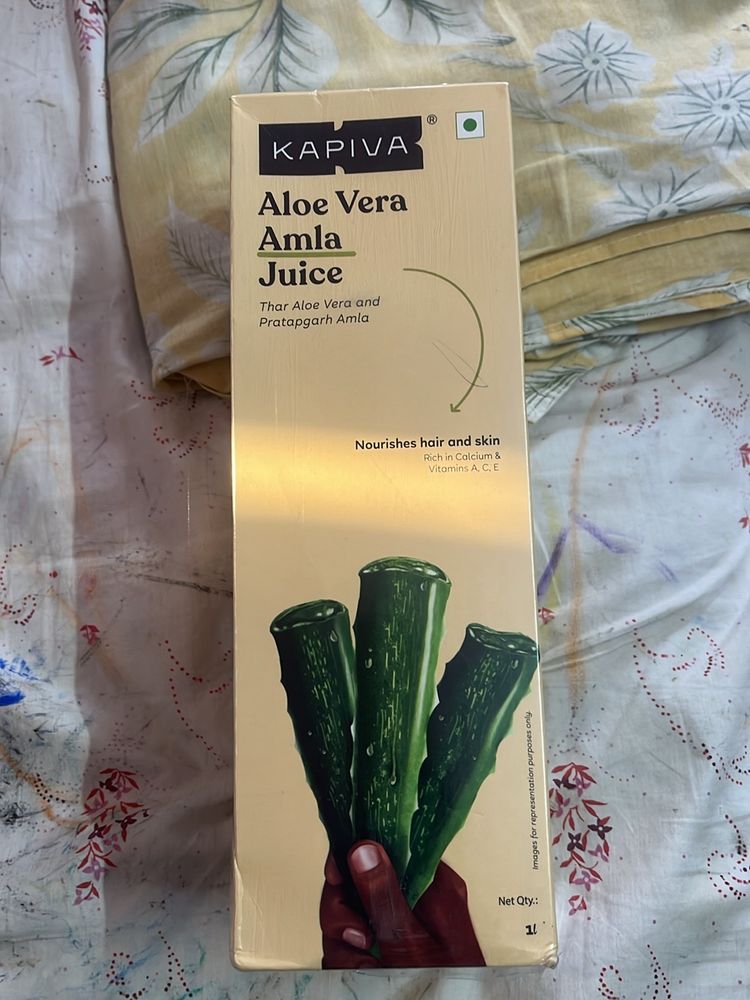 KAPIVA ®
Aloe Vera
Amla
Juice
Thar Aloe Vera and
Pratapgarh Amla
Nourishes hair and skin
Rich in Calcium &
Vitamins A, C, E
Images for representation purposes only.
Net Qty.:
1l